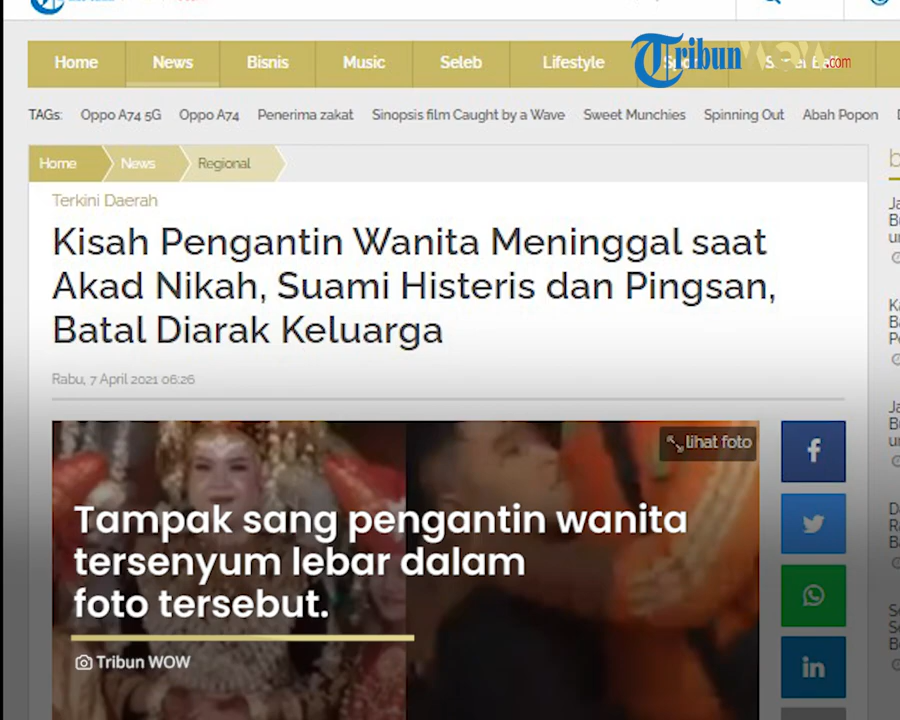 Home News Bisnis Music Seleb Lifestyle
Tribun WOW .com
TAGs: Oppo A74 5G Oppo A74 Penerima zakat Sinopsis film Caught by a Wave Sweet Munchies Spinning Out Abah Popon
Home News Regional
Terkini Daerah
Kisah Pengantin Wanita Meninggal saat
Akad Nikah, Suami Histeris dan Pingsan,
Batal Diarak Keluarga
Rabu, 7 April 2021 06:26
lihat foto
Tampak sang pengantin wanita
tersenyum lebar dalam
foto tersebut.
Tribun WOW
f
in